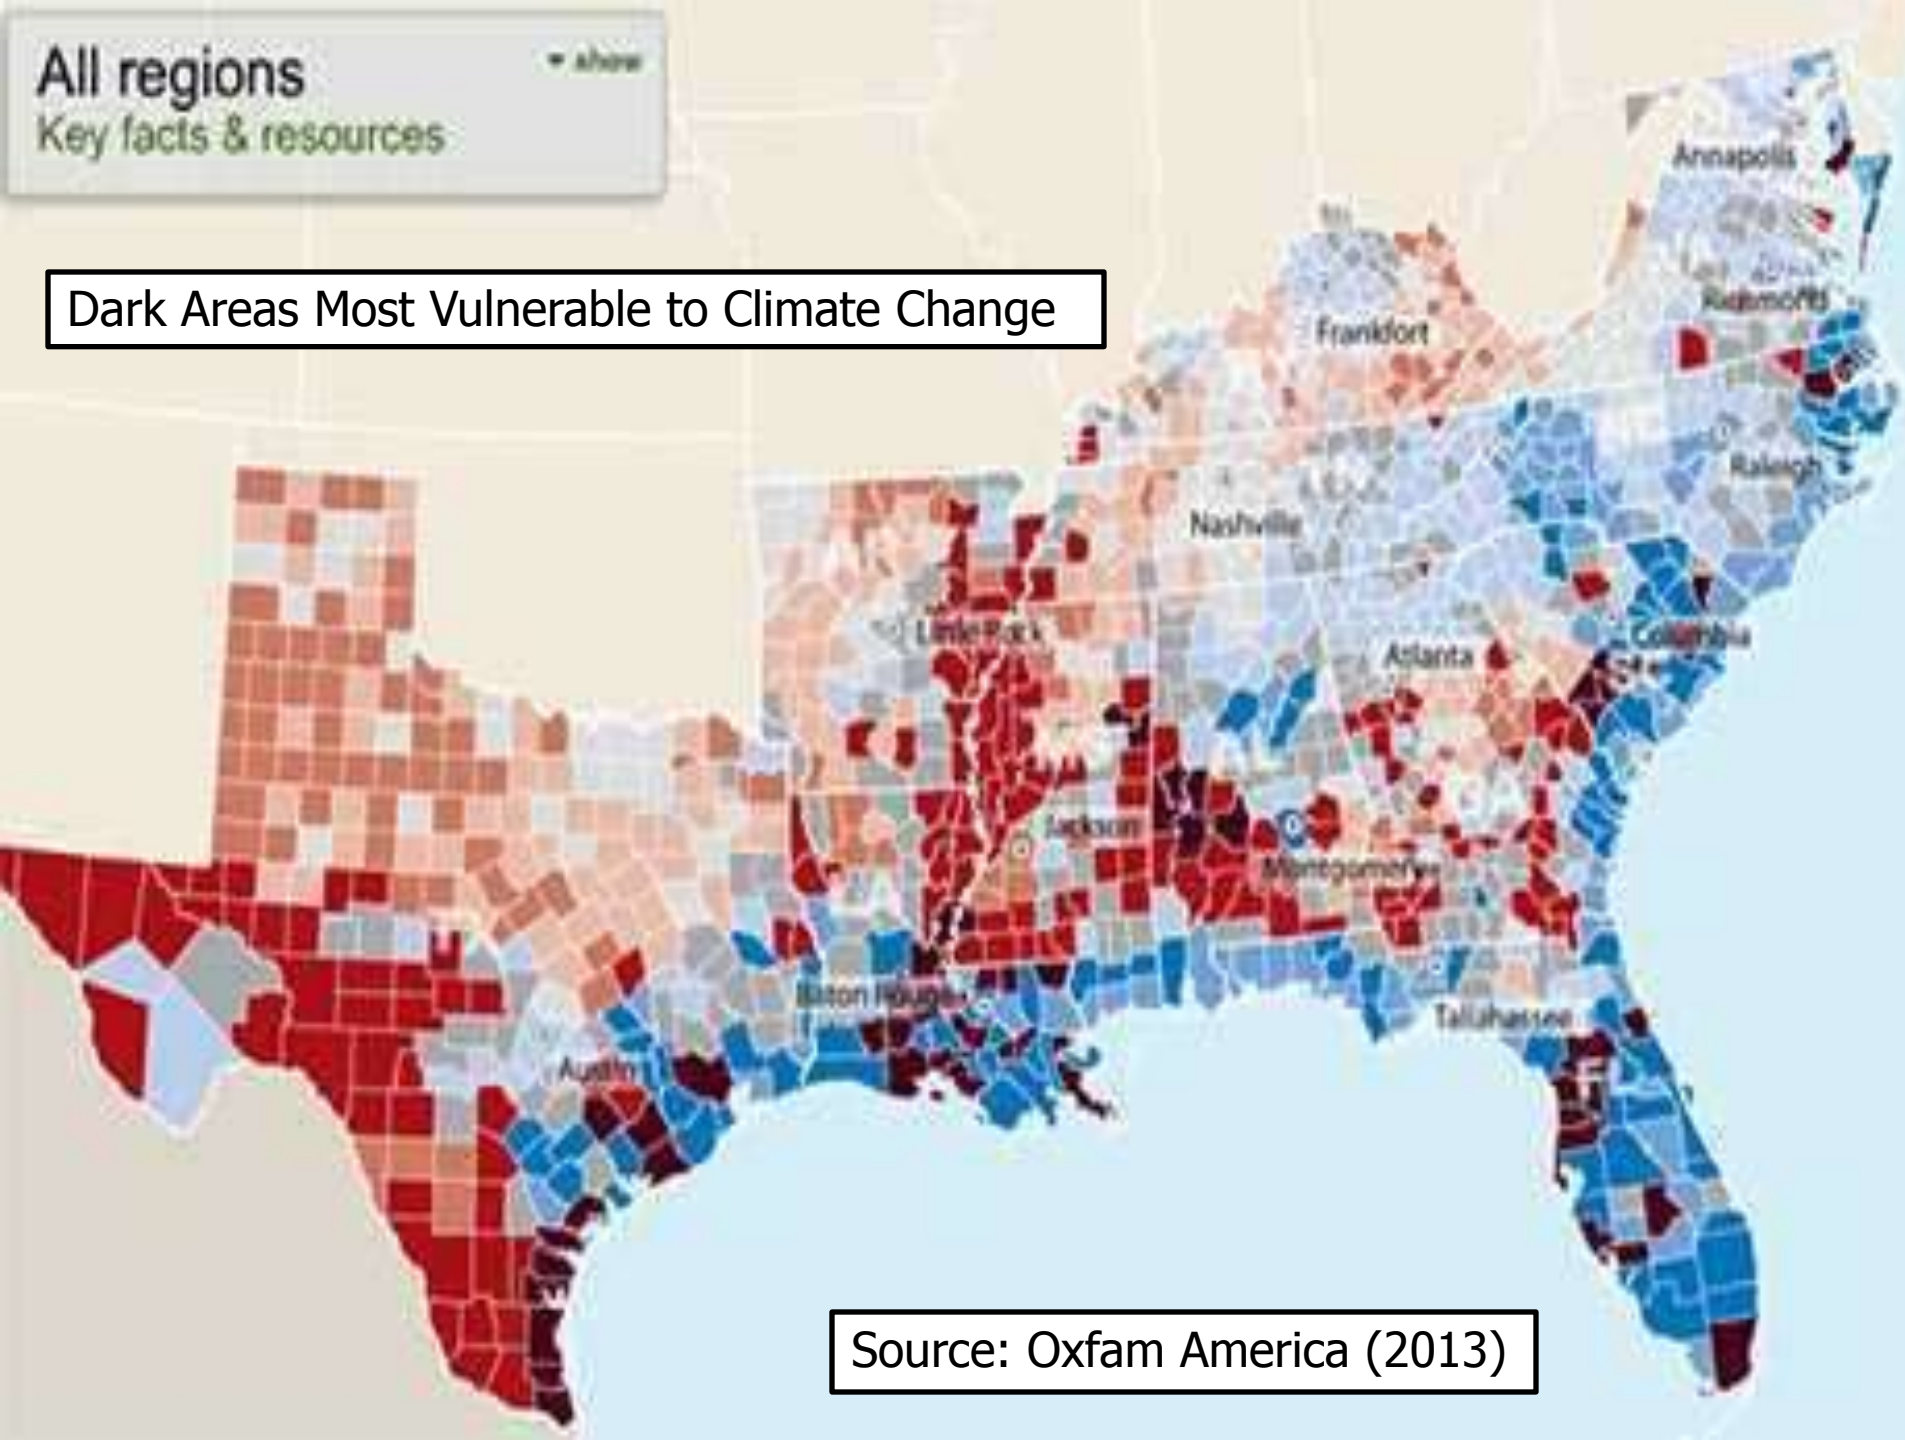 All regions
show
Key facts & resources
Annapolis
Dark Areas Most Vulnerable to Climate Change
Richmond
Frankfort
Raleigh
Nashville
Little Rock
Columbia
Atlanta
Jackson
Montgomery
Baton Rouge
Tallahassee
Austin
Source: Oxfam America (2013)